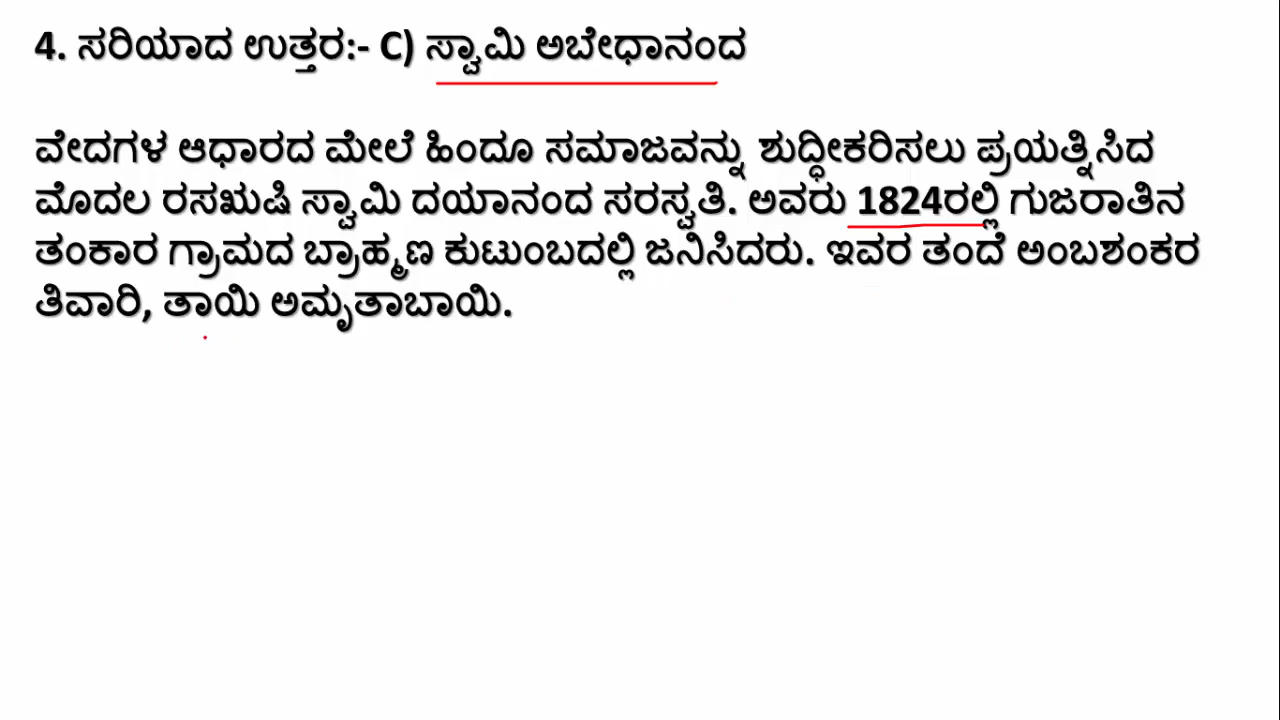 4. ಸರಿಯಾದ ಉತ್ತರ:- C) ಸ್ವಾಮಿ ಅಬೇಧಾನಂದ
ವೇದಗಳ ಆಧಾರದ ಮೇಲೆ ಹಿಂದೂ ಸಮಾಜವನ್ನು ಶುದ್ಧೀಕರಿಸಲು ಪ್ರಯತ್ನಿಸಿದ
ಮೊದಲ ರಸಋಷಿ ಸ್ವಾಮಿ ದಯಾನಂದ ಸರಸ್ವತಿ. ಅವರು 1824ರಲ್ಲಿ ಗುಜರಾತಿನ
ತಂಕಾರ ಗ್ರಾಮದ ಬ್ರಾಹ್ಮಣ ಕುಟುಂಬದಲ್ಲಿ ಜನಿಸಿದರು. ಇವರ ತಂದೆ ಅಂಬಶಂಕರ
ತಿವಾರಿ, ತಾಯಿ ಅಮೃತಾಬಾಯಿ.